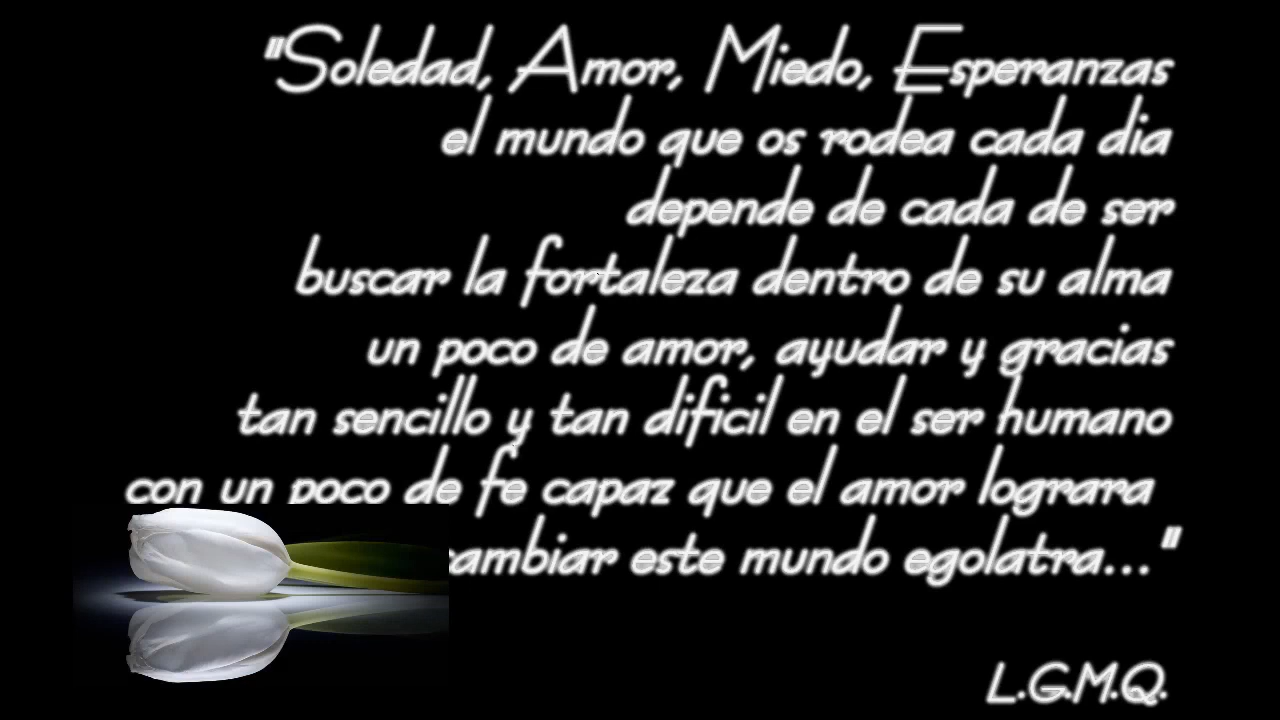 "Soledad, Amor, Miedo, Esperanzas
el mundo que os rodea cada dia
depende de cada de ser
buscar la fortaleza dentro de su alma
un poco de amor, ayudar y gracias
tan sencillo y tan dificil en el ser humano
con un poco de fe capaz que el amor lograra
cambiar este mundo egolatra..."
L.G.M.Q.